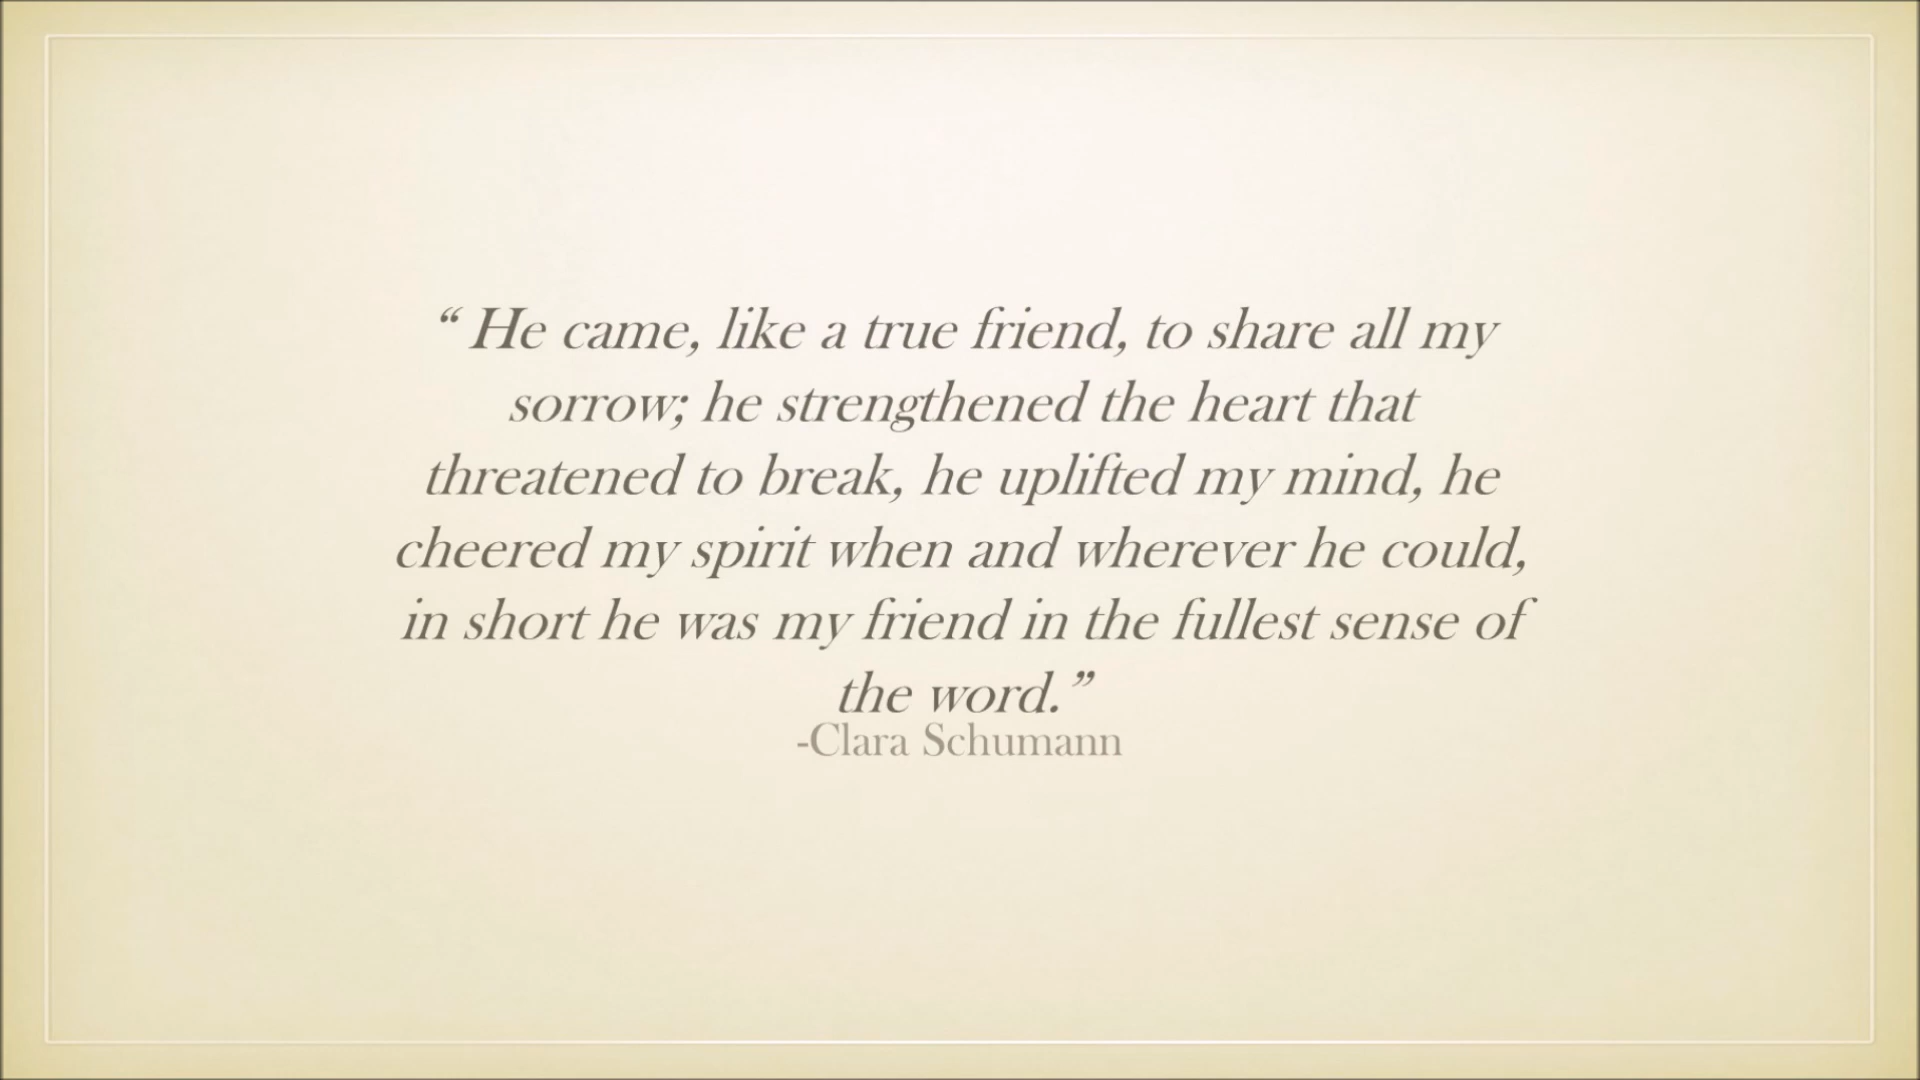 “ He came, like a true friend, to share all my
sorrow; he strengthened the heart that
threatened to break, he uplifted my mind, he
cheered my spirit when and wherever he could,
in short he was my friend in the fullest sense of
the word.”
-Clara Schumann